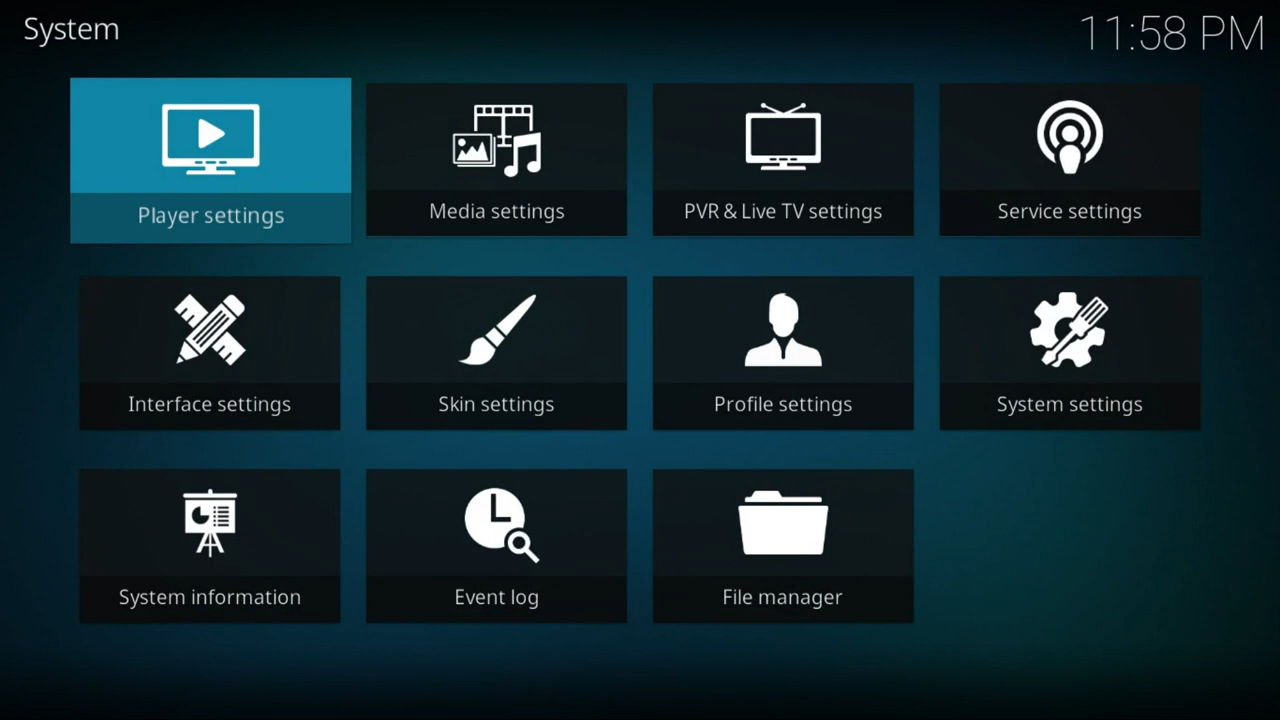 System
11:58 PM
Player settings
Media settings
PVR & Live TV settings
Service settings
Interface settings
Skin settings
Profile settings
System settings
System information
Event log
File manager